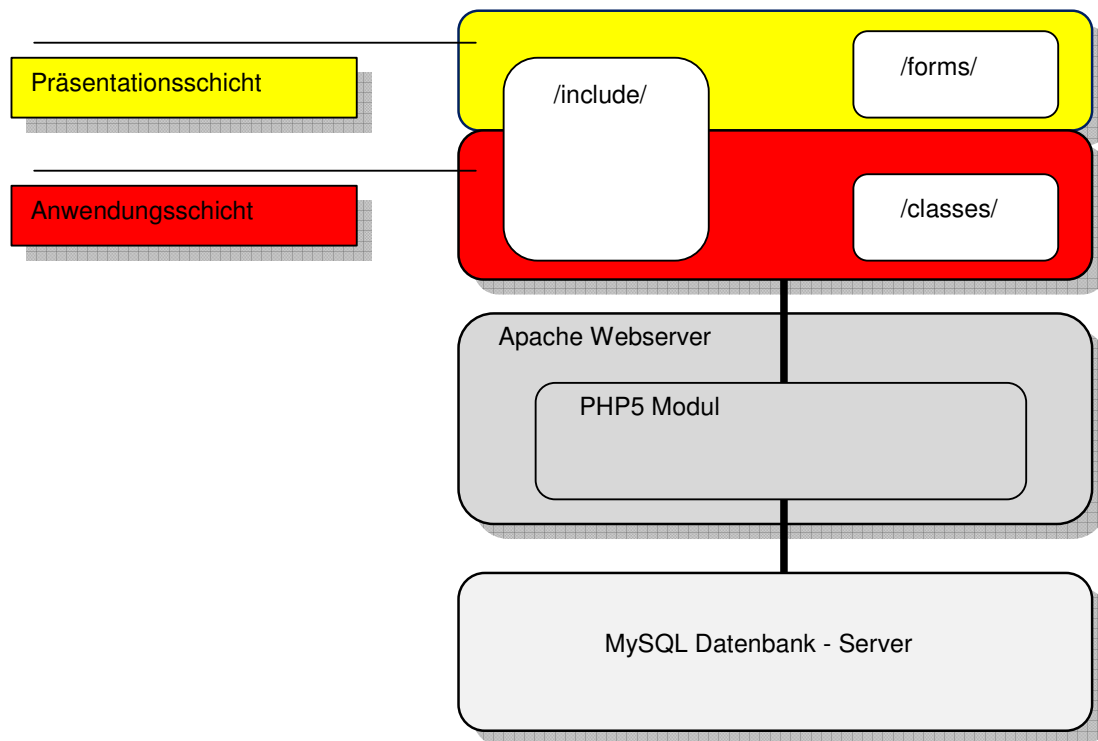 Präsentationsschicht
/include/
/forms/
Anwendungsschicht
/classes/
Apache Webserver
PHP5 Modul
MySQL Datenbank - Server